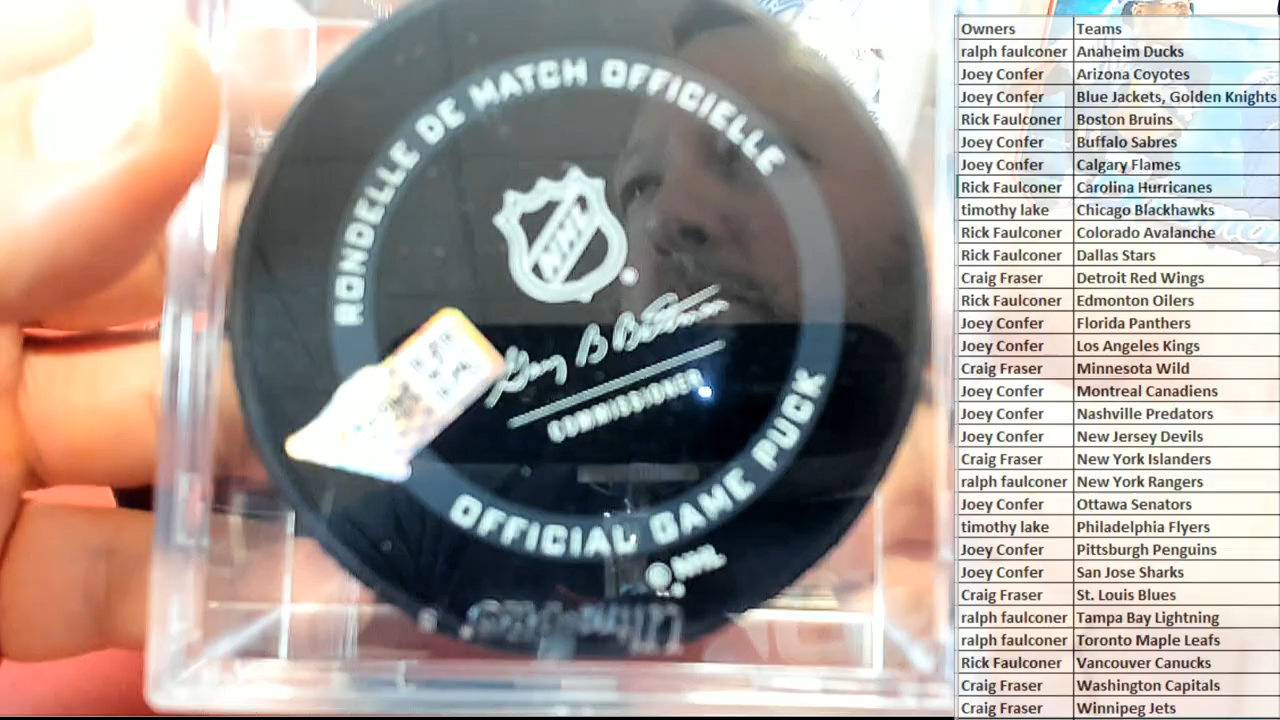 RONDELLE DE MATCH OFFICIELLE
NHL
Gary B Bettman
COMMISSIONER
OFFICIAL GAME PUCK
NHL
Owners Teams
ralph faulconer Anaheim Ducks
Joey Confer Arizona Coyotes
Joey Confer Blue Jackets, Golden Knights
Rick Faulconer Boston Bruins
Joey Confer Buffalo Sabres
Joey Confer Calgary Flames
Rick Faulconer Carolina Hurricanes
timothy lake Chicago Blackhawks
Rick Faulconer Colorado Avalanche
Rick Faulconer Dallas Stars
Craig Fraser Detroit Red Wings
Rick Faulconer Edmonton Oilers
Joey Confer Florida Panthers
Joey Confer Los Angeles Kings
Craig Fraser Minnesota Wild
Joey Confer Montreal Canadiens
Joey Confer Nashville Predators
Joey Confer New Jersey Devils
Craig Fraser New York Islanders
ralph faulconer New York Rangers
Joey Confer Ottawa Senators
timothy lake Philadelphia Flyers
Joey Confer Pittsburgh Penguins
Joey Confer San Jose Sharks
Craig Fraser St. Louis Blues
ralph faulconer Tampa Bay Lightning
ralph faulconer Toronto Maple Leafs
Rick Faulconer Vancouver Canucks
Craig Fraser Washington Capitals
Craig Fraser Winnipeg Jets